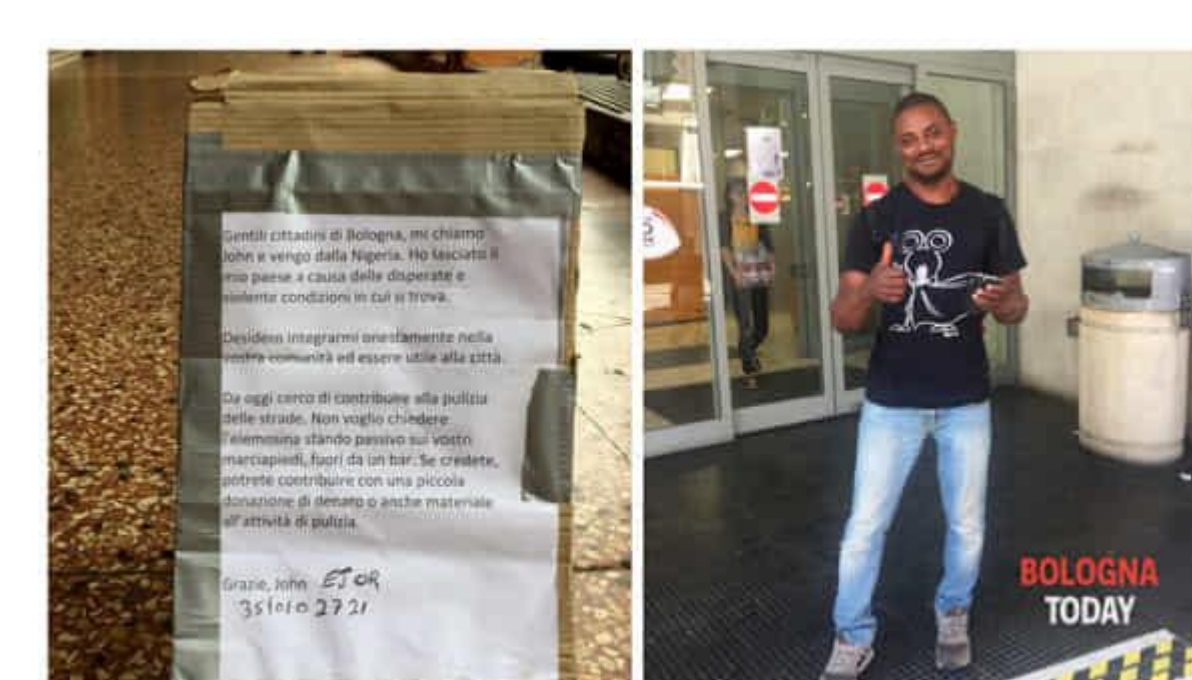 Gentili cittadini di Bologna, mi chiamo
John e vengo dalla Nigeria. Ho lasciato il
mio paese a causa delle disperate e
violente condizioni in cui si trova.
Desidero integrarmi onestamente nella
vostra comunità ed essere utile alla città.
Da oggi cerco di contribuire alla pulizia
delle strade. Non voglio chiedere
l'elemosina stando passivo sui vostri
marciapiedi, fuori da un bar. Se credete,
potrete contribuire con una piccola
donazione di denaro o anche materiale
all'attività di pulizia.
Grazie, John EJOR
3510102721
BOLOGNA
TODAY